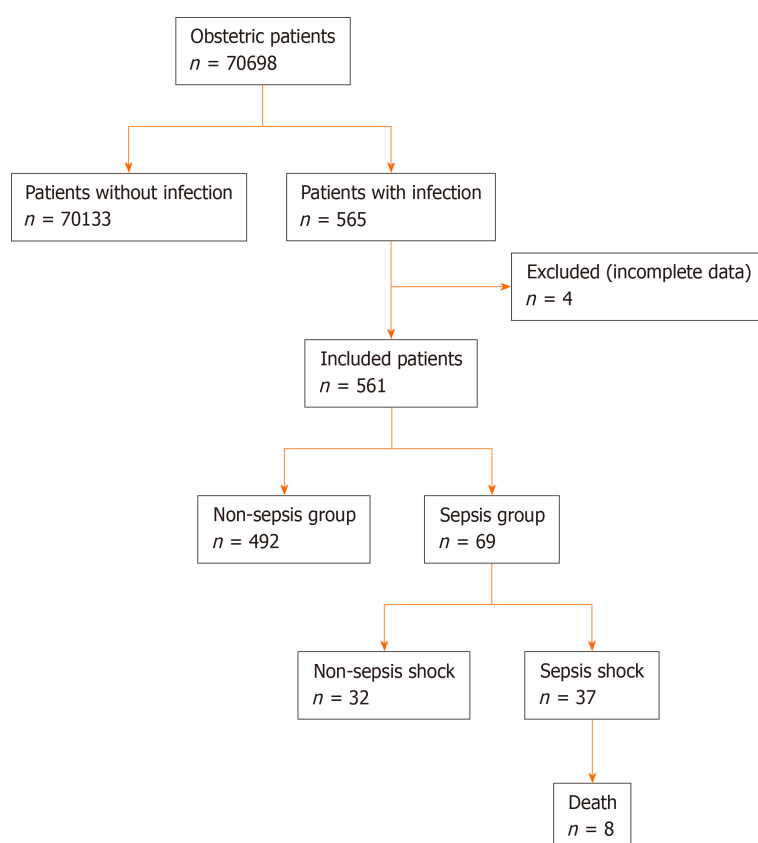 Obstetric patients
n = 70698
Patients without infection
n = 70133
Patients with infection
n = 565
Excluded (incomplete data)
n = 4
Included patients
n = 561
Non-sepsis group
n = 492
Sepsis group
n = 69
Non-sepsis shock
n = 32
Sepsis shock
n = 37
Death
n = 8